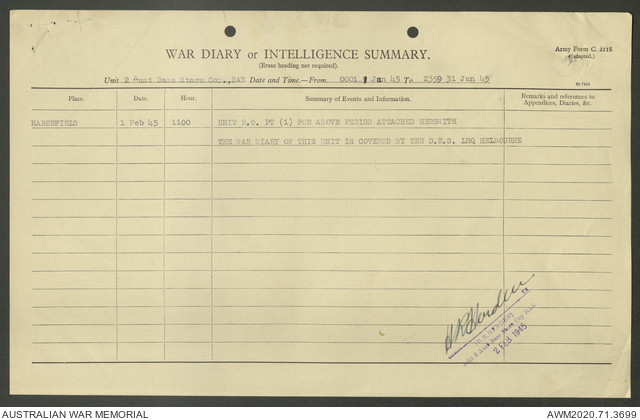 Army Form C. 2118
(Adapted.)
WAR DIARY or INTELLIGENCE SUMMARY.
(Erase heading not required).
Unit 2 Aust Base Store Coy., RAE Date and Time.—From 0001 1 Jan 45 To 2359 31 Jan 45
Place. Date. Hour. Summary of Events and Information. Remarks and references to
Appendices, Diaries, &c.
HABERFIELD 1 Feb 45 1100 UNIT R.O. PT (1) FOR ABOVE PERIOD ATTACHED HEREWITH
THE WAR DIARY OF THIS UNIT IS COVERED BY THE D.E.S. LHQ MELBOURNE
2 Feb 1945
AUSTRALIAN WAR MEMORIAL AWM2020.71.3699